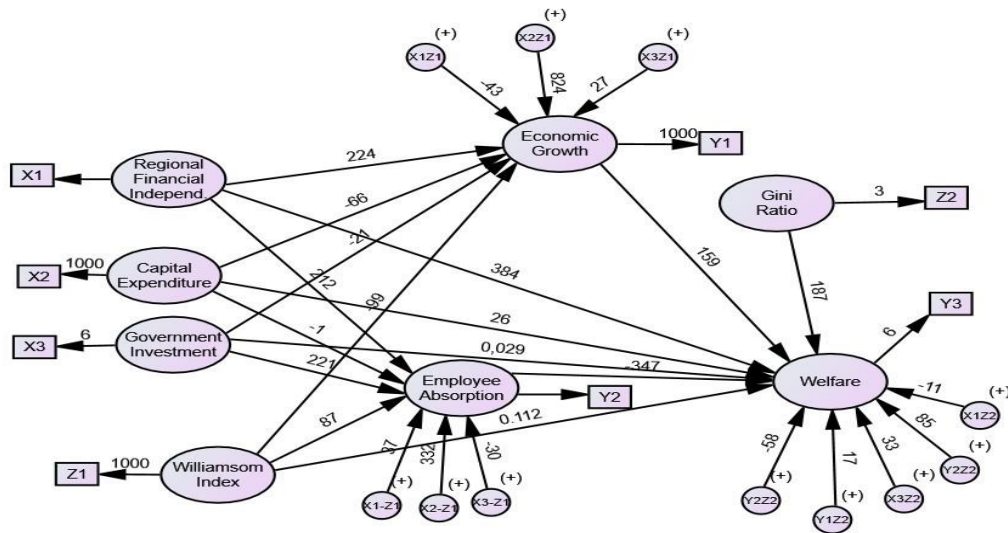 (+)
(+)
(+)
X1Z1
X2Z1
X3Z1
-43
824
27
Economic
Growth
1000
Y1
X1
Regional
Financial
Independ.
224
-66
-21
212
-99
384
159
Gini
Ratio
3
Z2
187
X2
1000
Capital
Expenditure
26
-1
X3
6
Government
Investment
221
0,029
-347
Employee
Absorption
Y2
Welfare
6
Y3
-11
(+)
X1Z2
0.112
87
Z1
1000
Williamsom
Index
37
332
-30
(+)
(+)
(+)
X1-Z1
X2-Z1
X3-Z1
-58
17
33
85
(+)
(+)
(+)
(+)
Y2Z2
Y1Z2
X3Z2
Y2Z2